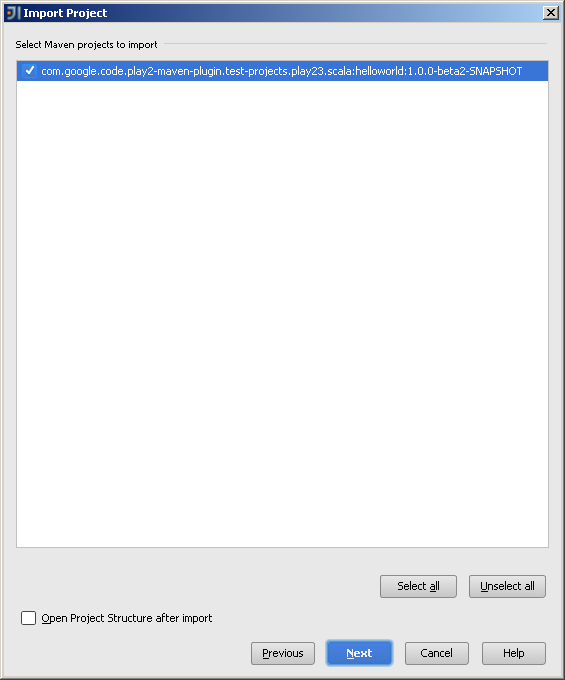 Import Project
Select Maven projects to import
com.google.code.play2-maven-plugin.test-projects.play23.scala:helloworld:1.0.0-beta2-SNAPSHOT
Select all
Unselect all
Open Project Structure after import
Previous
Next
Cancel
Help